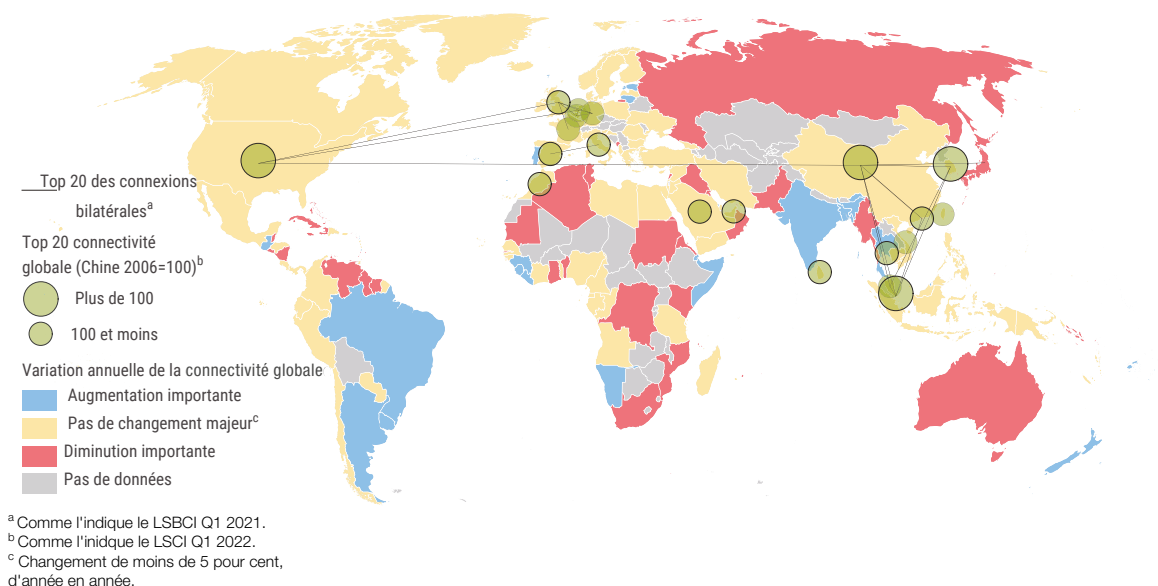 Top 20 des connexions
bilatérales^a
Top 20 connectivité
globale (Chine 2006=100)^b
Plus de 100
100 et moins
Variation annuelle de la connectivité globale
Augmentation importante
Pas de changement majeur^c
Diminution importante
Pas de données
^a Comme l'indique le LSBCI Q1 2021.
^b Comme l'inidque le LSCI Q1 2022.
^c Changement de moins de 5 pour cent,
d'année en année.